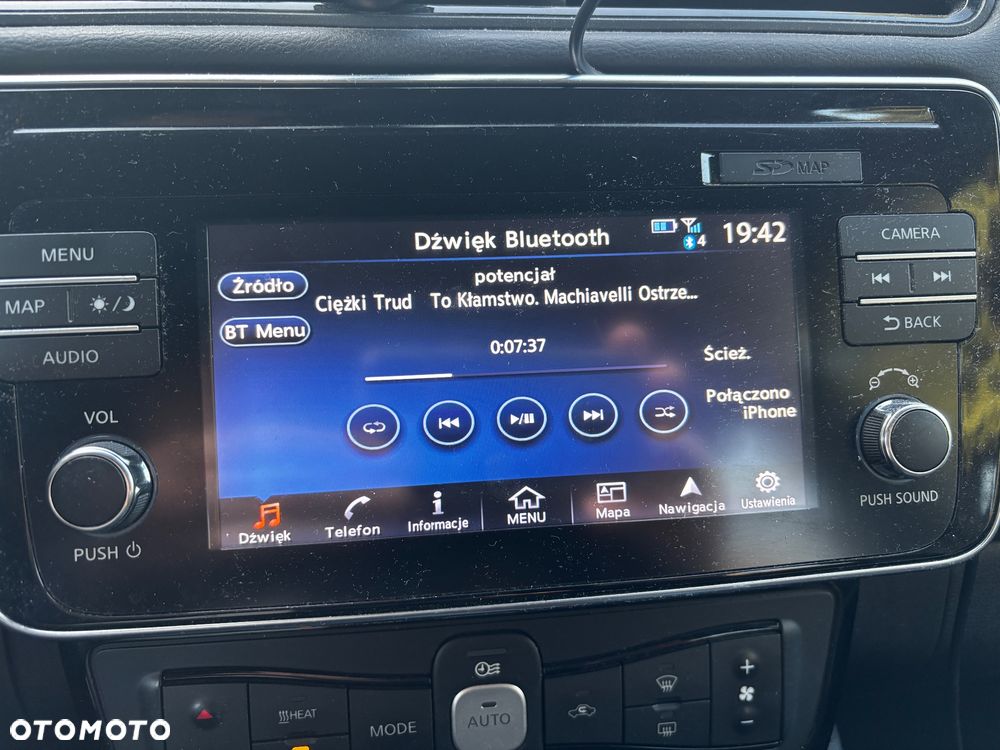 SD MAP
MENU
MAP
AUDIO
VOL
PUSH
Dźwięk Bluetooth
4
19:42
Źródło
potencjał
Ciężki Trud
To Kłamstwo. Machiavelli Ostrze...
BT Menu
0:07:37
Ścież.
Połączono
iPhone
Dźwięk
Telefon
Informacje
MENU
Mapa
Nawigacja
Ustawienia
CAMERA
BACK
PUSH SOUND
HEAT
MODE
AUTO
OTOMOTO